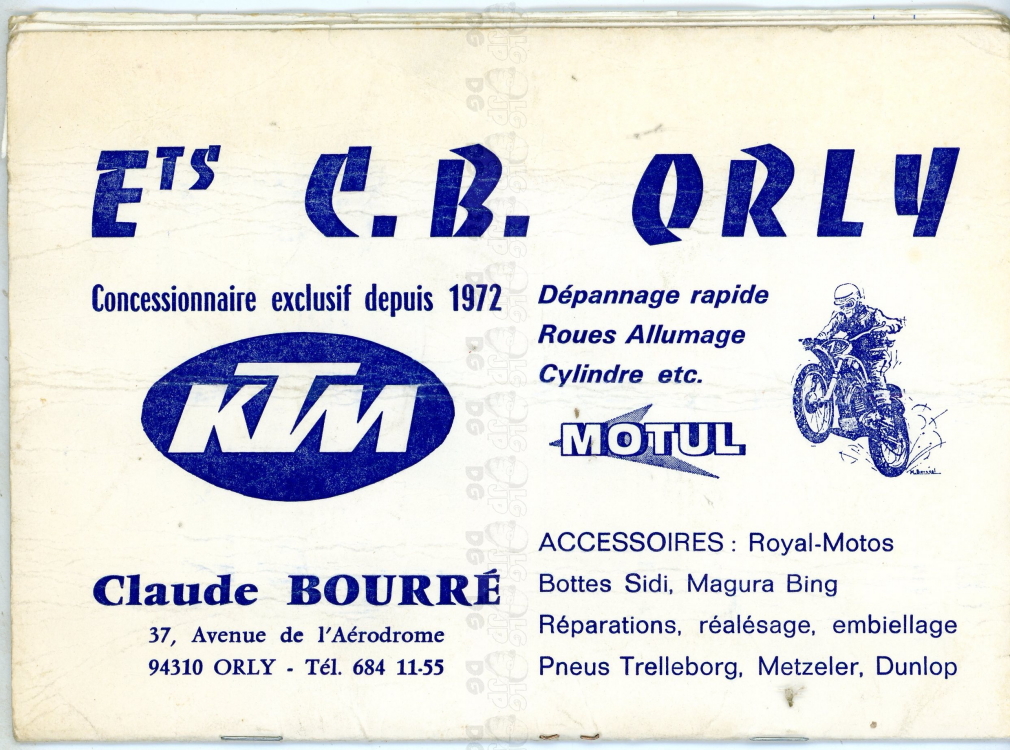 ETS C.B. ORLY
Concessionnaire exclusif depuis 1972
KTM
Claude BOURRÉ
37, Avenue de l'Aérodrome
94310 ORLY - Tél. 684 11-55
Dépannage rapide
Roues Allumage
Cylindre etc.
MOTUL
ACCESSOIRES : Royal-Motos
Bottes Sidi, Magura Bing
Réparations, réalésage, embiellage
Pneus Trelleborg, Metzeler, Dunlop